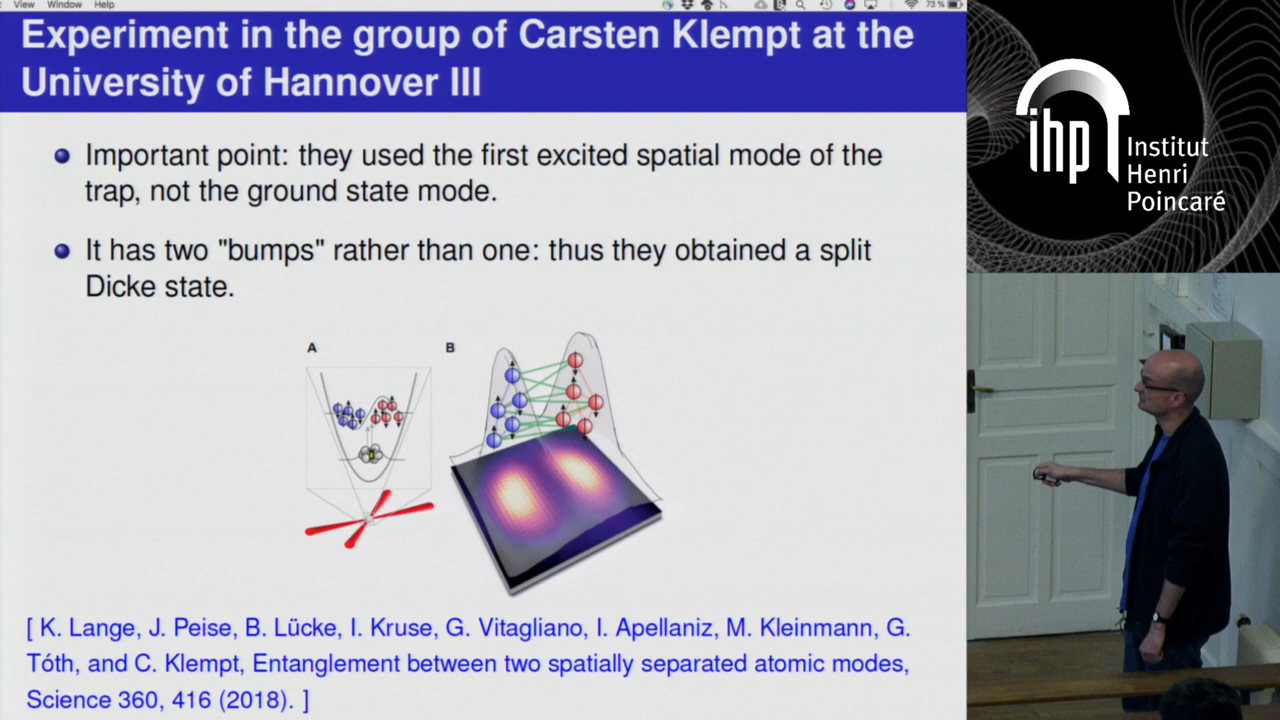 View Window Help
73 %
Experiment in the group of Carsten Klempt at the
University of Hannover III
Important point: they used the first excited spatial mode of the
trap, not the ground state mode.
It has two "bumps" rather than one: thus they obtained a split
Dicke state.
A
B
[ K. Lange, J. Peise, B. Lücke, I. Kruse, G. Vitagliano, I. Apellaniz, M. Kleinmann, G.
Tóth, and C. Klempt, Entanglement between two spatially separated atomic modes,
Science 360, 416 (2018). ]
ihp
Institut
Henri
Poincaré